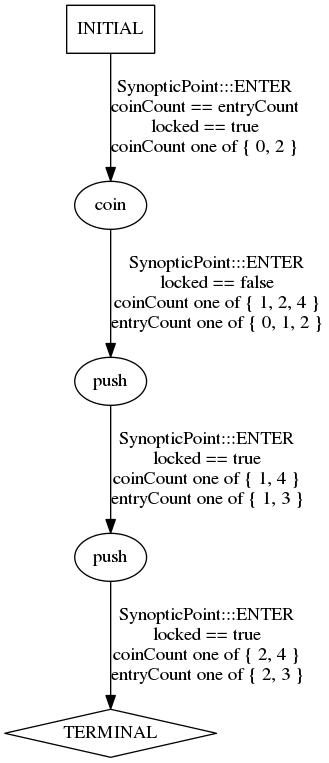 INITIAL
SynopticPoint:::ENTER
coinCount == entryCount
locked == true
coinCount one of { 0, 2 }
coin
SynopticPoint:::ENTER
locked == false
coinCount one of { 1, 2, 4 }
entryCount one of { 0, 1, 2 }
push
SynopticPoint:::ENTER
locked == true
coinCount one of { 1, 4 }
entryCount one of { 1, 3 }
push
SynopticPoint:::ENTER
locked == true
coinCount one of { 2, 4 }
entryCount one of { 2, 3 }
TERMINAL